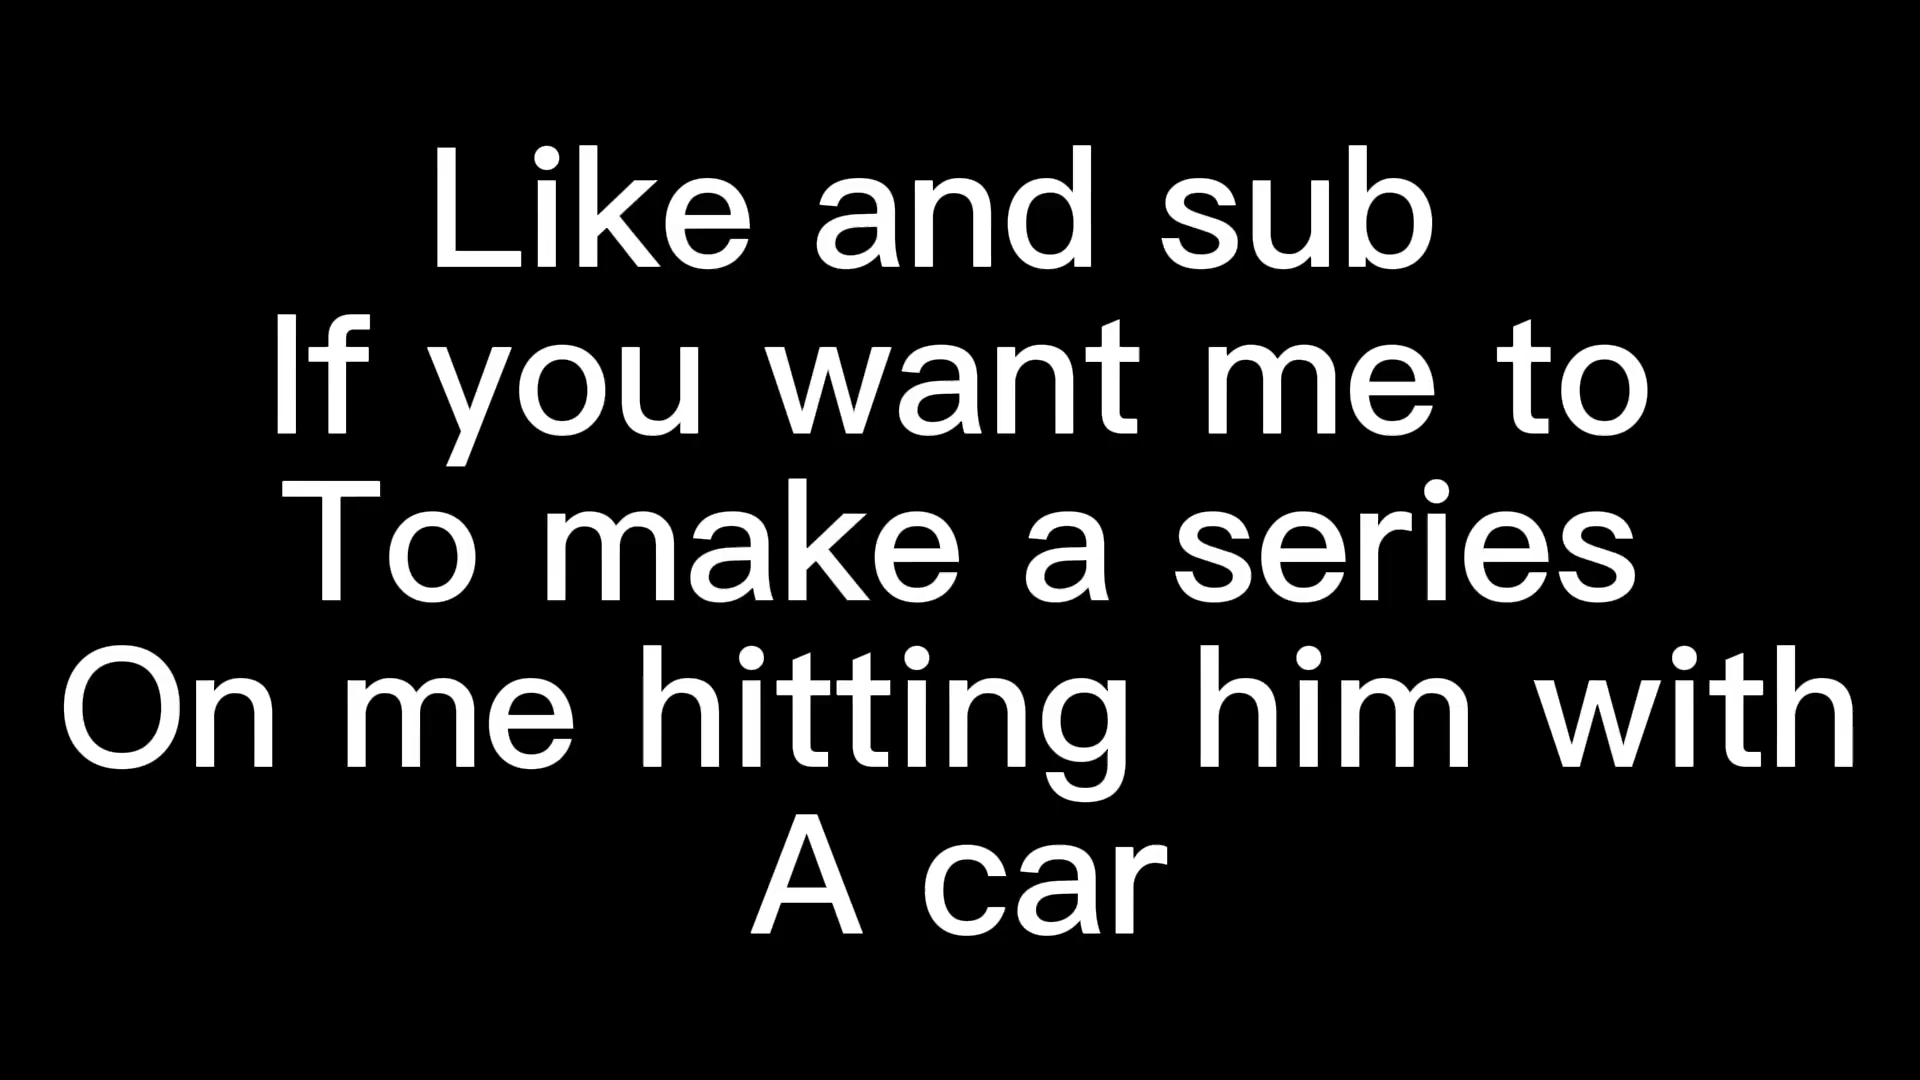 Like and sub
If you want me to
To make a series
On me hitting him with
A car